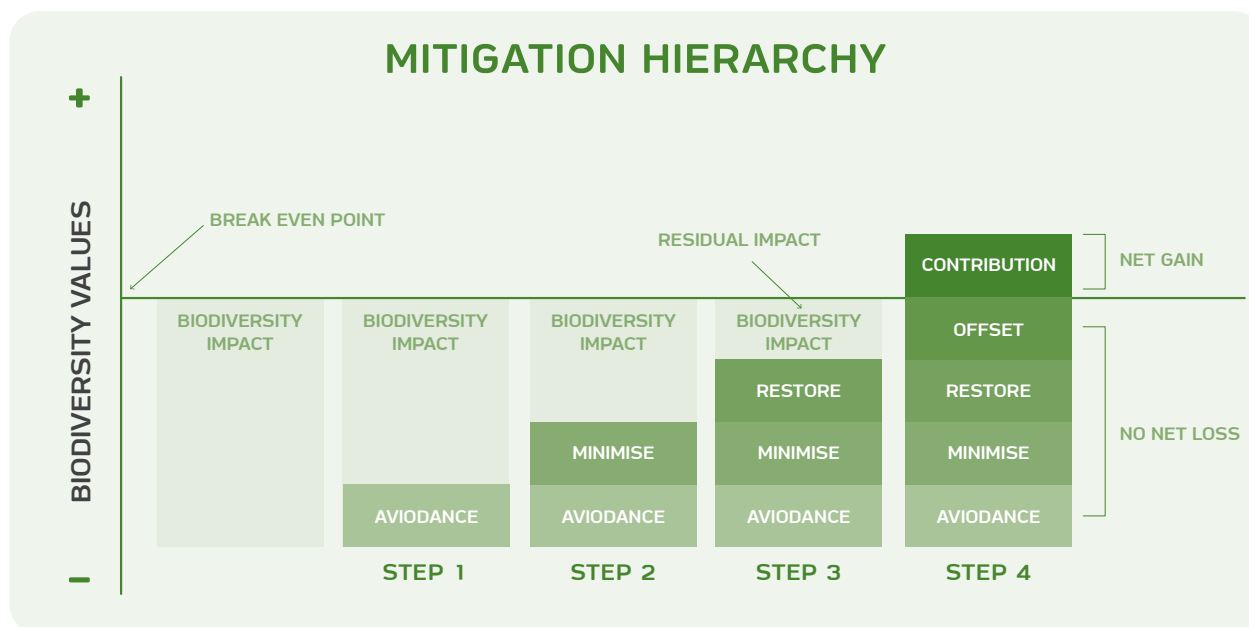 MITIGATION HIERARCHY
+
BIODIVERSITY VALUES
BREAK EVEN POINT
RESIDUAL IMPACT
CONTRIBUTION
NET GAIN
BIODIVERSITY
IMPACT
BIODIVERSITY
IMPACT
BIODIVERSITY
IMPACT
BIODIVERSITY
IMPACT
OFFSET
RESTORE
RESTORE
NO NET LOSS
MINIMISE
MINIMISE
MINIMISE
AVIODANCE
AVIODANCE
AVIODANCE
AVIODANCE
−
STEP 1
STEP 2
STEP 3
STEP 4